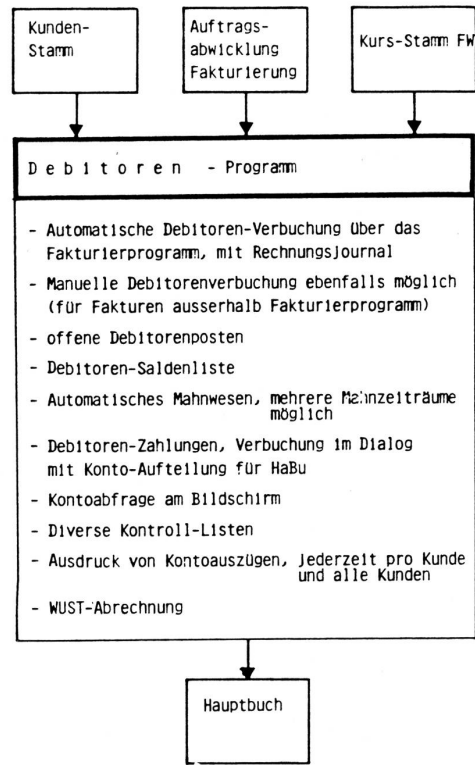 Kunden-
Stamm
Auftrags-
abwicklung
Fakturierung
Kurs-Stamm FW
Debitoren - Programm
- Automatische Debitoren-Verbuchung über das
Fakturierprogramm, mit Rechnungsjournal
- Manuelle Debitorenverbuchung ebenfalls möglich
(für Fakturen ausserhalb Fakturierprogramm)
- offene Debitorenposten
- Debitoren-Saldenliste
- Automatisches Mahnwesen, mehrere Mahnzeiträume
möglich
- Debitoren-Zahlungen, Verbuchung im Dialog
mit Konto-Aufteilung für HaBu
- Kontoabfrage am Bildschirm
- Diverse Kontroll-Listen
- Ausdruck von Kontoauszügen, jederzeit pro Kunde
und alle Kunden
- WUST-Abrechnung
Hauptbuch